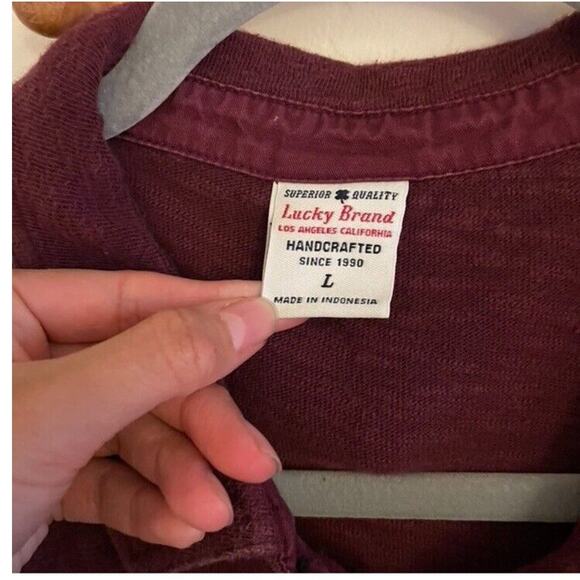 SUPERIOR QUALITY
Lucky Brand
LOS ANGELES CALIFORNIA
HANDCRAFTED
SINCE 1990
L
MADE IN INDONESIA